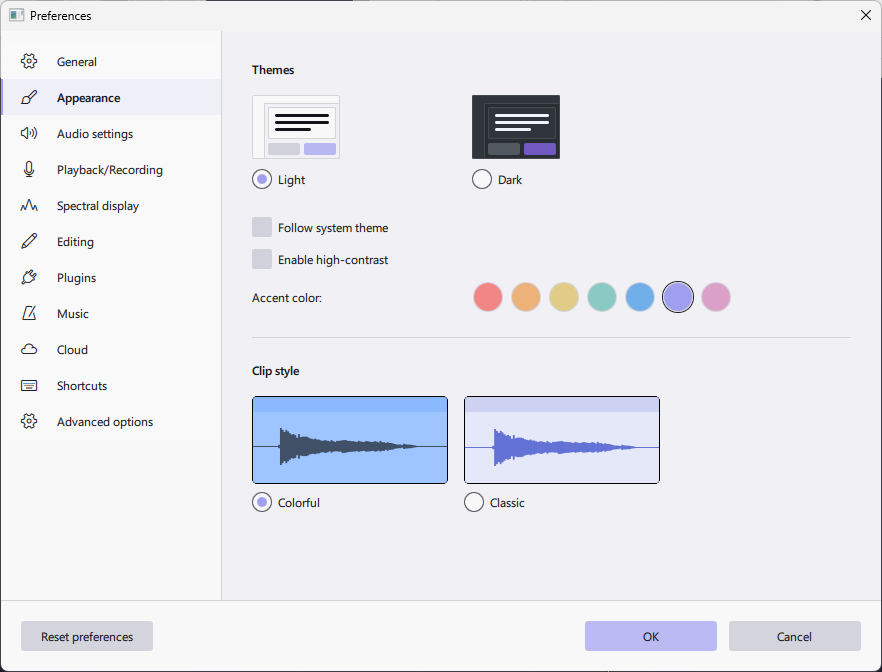 Preferences
General
Appearance
Audio settings
Playback/Recording
Spectral display
Editing
Plugins
Music
Cloud
Shortcuts
Advanced options
Themes
Light
Dark
Follow system theme
Enable high-contrast
Accent color:
Clip style
Colorful
Classic
Reset preferences
OK
Cancel